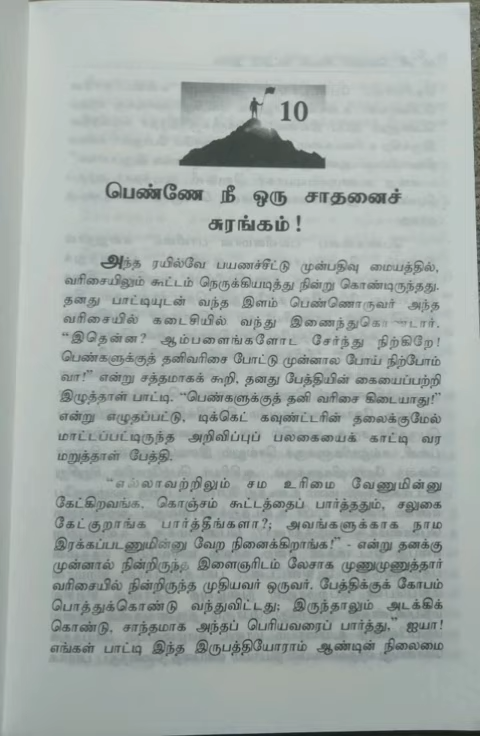 10
பெண்ணே நீ ஒரு சாதனைச்
சுரங்கம் !
அந்த ரயில்வே பயணச்சீட்டு முன்பதிவு மையத்தில்,
வரிசையிலும் கூட்டம் நெருக்கியடித்து நின்று கொண்டிருந்தது.
தனது பாட்டியுடன் வந்த இளம் பெண்ணொருவர் அந்த
வரிசையில் கடைசியில் வந்து இணைந்துகொண்டார்.
“இதென்ன? ஆம்பளைங்களோட சேர்ந்து நிற்கிறே!
பெண்களுக்குத் தனிவரிசை போட்டு முன்னால போய் நிற்போம்
வா!” என்று சத்தமாகக் கூறி, தனது பேத்தியின் கையைப்பற்றி
இழுத்தாள் பாட்டி. “பெண்களுக்குத் தனி வரிசை கிடையாது!”
என்று எழுதப்பட்டு, டிக்கெட் கவுண்ட்டரின் தலைக்குமேல்
மாட்டப்பட்டிருந்த அறிவிப்புப் பலகையைக் காட்டி வர
மறுத்தாள் பேத்தி.
“எல்லாவற்றிலும் சம உரிமை வேணுமின்னு
கேட்கிறவங்க, கொஞ்சம் கூட்டத்தைப் பார்த்ததும், சலுகை
கேட்குறாங்க பார்த்தீங்களா?; அவங்களுக்காக நாம
இரக்கப்படணுமின்னு வேற நினைக்கிறாங்க!” - என்று தனக்கு
முன்னால் நின்றிருந்த இளைஞரிடம் லேசாக முணுமுணுத்தார்
வரிசையில் நின்றிருந்த முதியவர் ஒருவர். பேத்திக்குக் கோபம்
பொத்துக்கொண்டு வந்துவிட்டது; இருந்தாலும் அடக்கிக்
கொண்டு, சாந்தமாக அந்தப் பெரியவரைப் பார்த்து,” ஐயா!
எங்கள் பாட்டி இந்த இருபத்தியோராம் ஆண்டின் நிலைமை